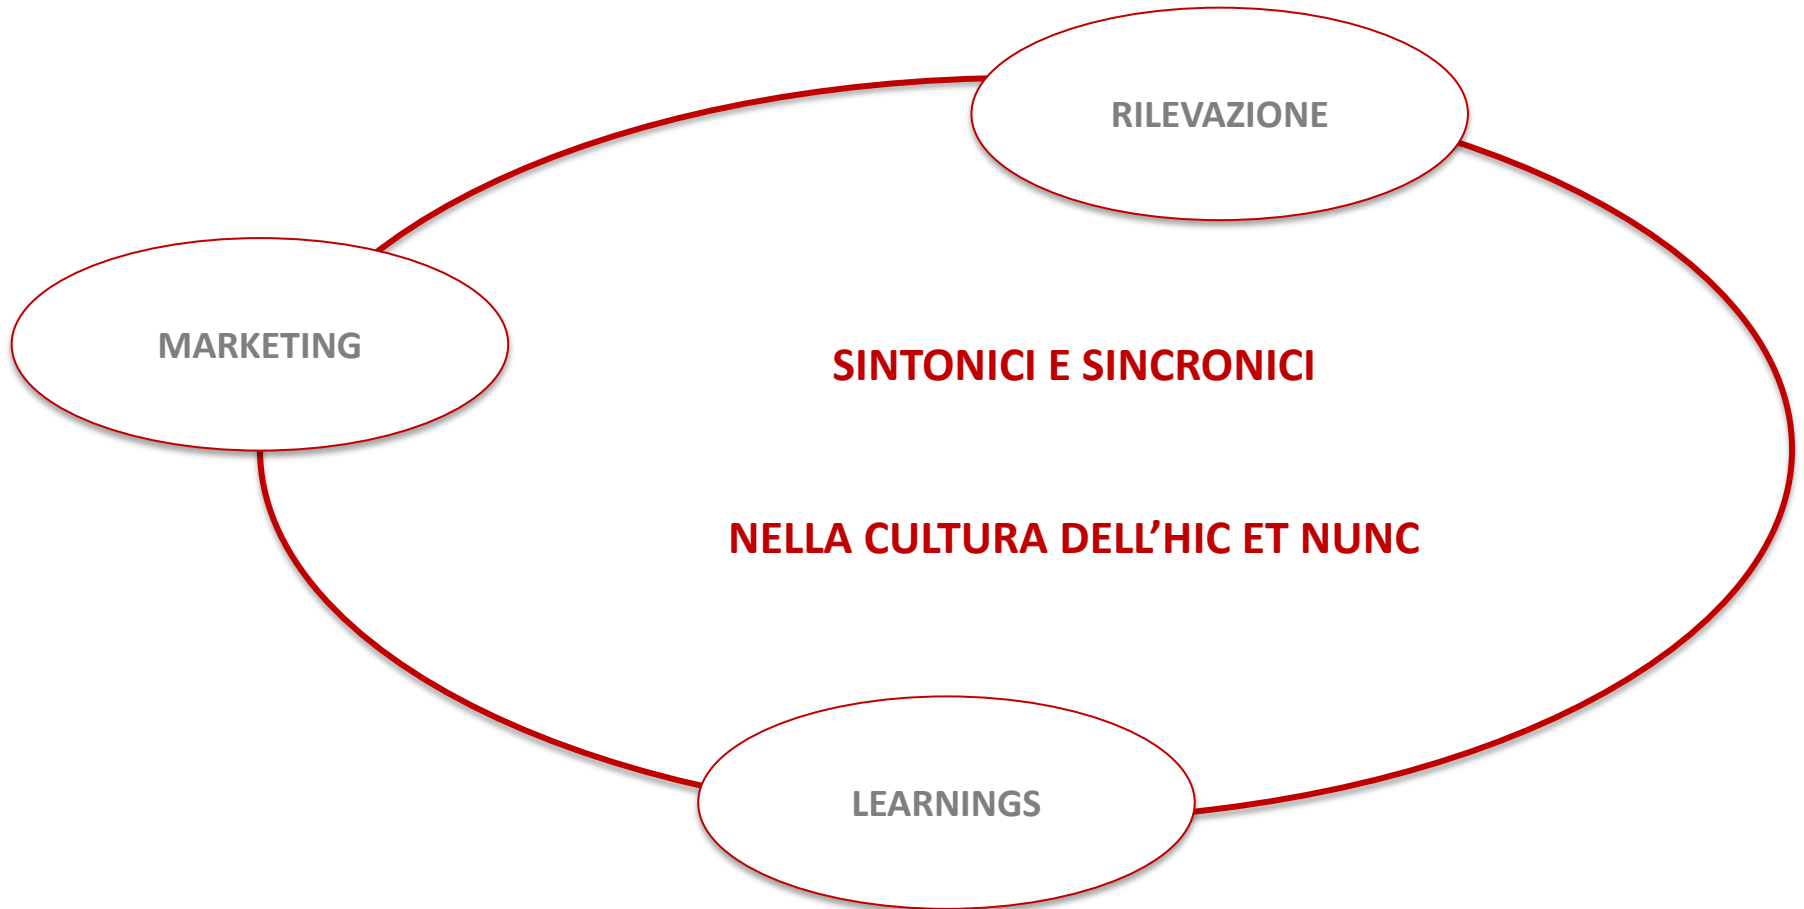 RILEVAZIONE
MARKETING
SINTONICI E SINCRONICI
NELLA CULTURA DELL’HIC ET NUNC
LEARNINGS